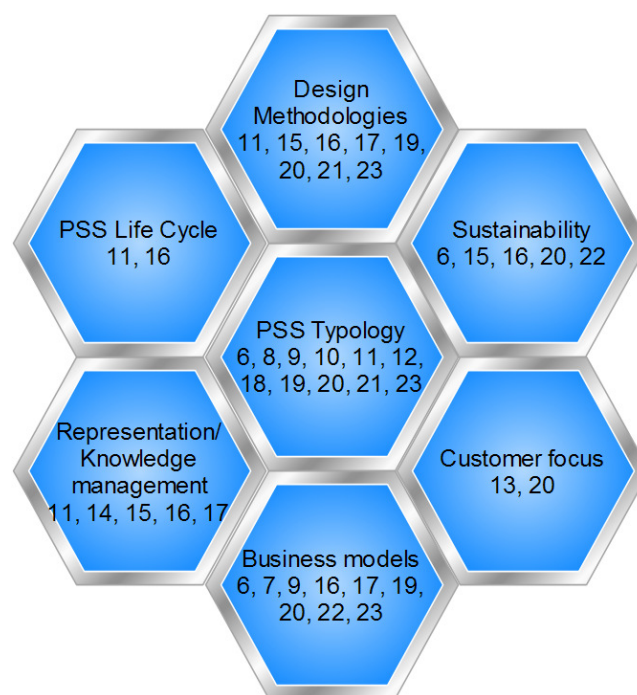 Design
Methodologies
11, 15, 16, 17, 19,
20, 21, 23
PSS Life Cycle
11, 16
Sustainability
6, 15, 16, 20, 22
PSS Typology
6, 8, 9, 10, 11, 12,
18, 19, 20, 21, 23
Representation/
Knowledge
management
11, 14, 15, 16, 17
Customer focus
13, 20
Business models
6, 7, 9, 16, 17, 19,
20, 22, 23